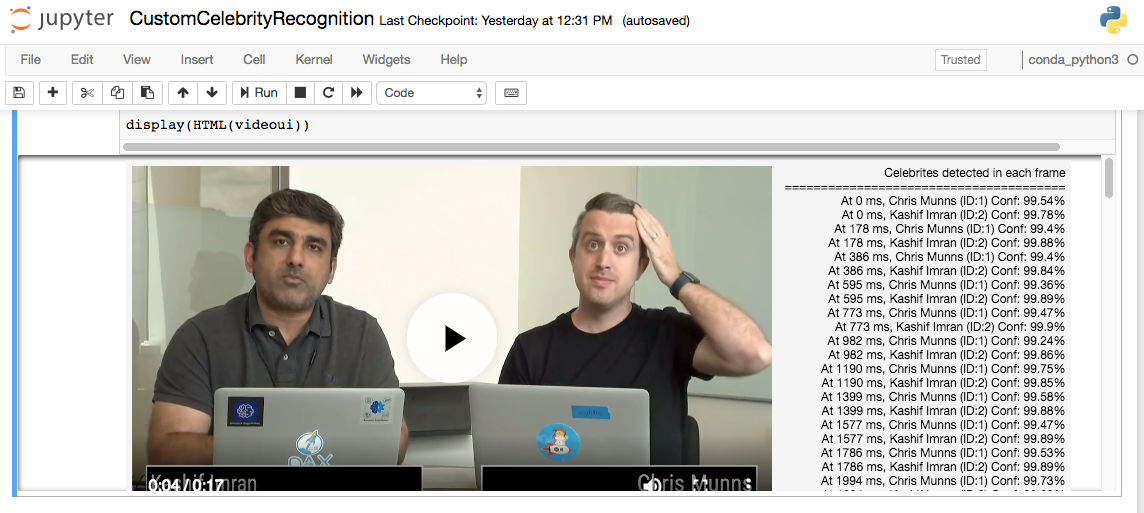 jupyter CustomCelebrityRecognition Last Checkpoint: Yesterday at 12:31 PM (autosaved)
File Edit View Insert Cell Kernel Widgets Help Trusted conda_python3
Run Code
display(HTML(videoui))
Celebrites detected in each frame
=======================================
At 0 ms, Chris Munns (ID:1) Conf: 99.54%
At 0 ms, Kashif Imran (ID:2) Conf: 99.78%
At 178 ms, Chris Munns (ID:1) Conf: 99.4%
At 178 ms, Kashif Imran (ID:2) Conf: 99.88%
At 386 ms, Chris Munns (ID:1) Conf: 99.4%
At 386 ms, Kashif Imran (ID:2) Conf: 99.84%
At 595 ms, Chris Munns (ID:1) Conf: 99.36%
At 595 ms, Kashif Imran (ID:2) Conf: 99.89%
At 773 ms, Chris Munns (ID:1) Conf: 99.47%
At 773 ms, Kashif Imran (ID:2) Conf: 99.9%
At 982 ms, Chris Munns (ID:1) Conf: 99.24%
At 982 ms, Kashif Imran (ID:2) Conf: 99.86%
At 1190 ms, Chris Munns (ID:1) Conf: 99.75%
At 1190 ms, Kashif Imran (ID:2) Conf: 99.85%
At 1399 ms, Chris Munns (ID:1) Conf: 99.58%
At 1399 ms, Kashif Imran (ID:2) Conf: 99.88%
At 1577 ms, Chris Munns (ID:1) Conf: 99.47%
At 1577 ms, Kashif Imran (ID:2) Conf: 99.89%
At 1786 ms, Chris Munns (ID:1) Conf: 99.53%
At 1786 ms, Kashif Imran (ID:2) Conf: 99.89%
At 1994 ms, Chris Munns (ID:1) Conf: 99.73%
DAX
Kashif Imran
0:04 / 0:17
Chris Munns